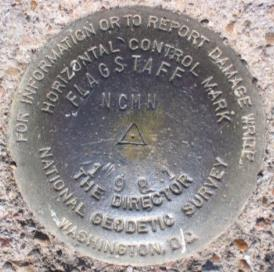 FOR INFORMATION OR TO REPORT DAMAGE WRITE
HORIZONTAL CONTROL MARK
FLAGSTAFF
NCMN
THE DIRECTOR
NATIONAL GEODETIC SURVEY
WASHINGTON, D.C.